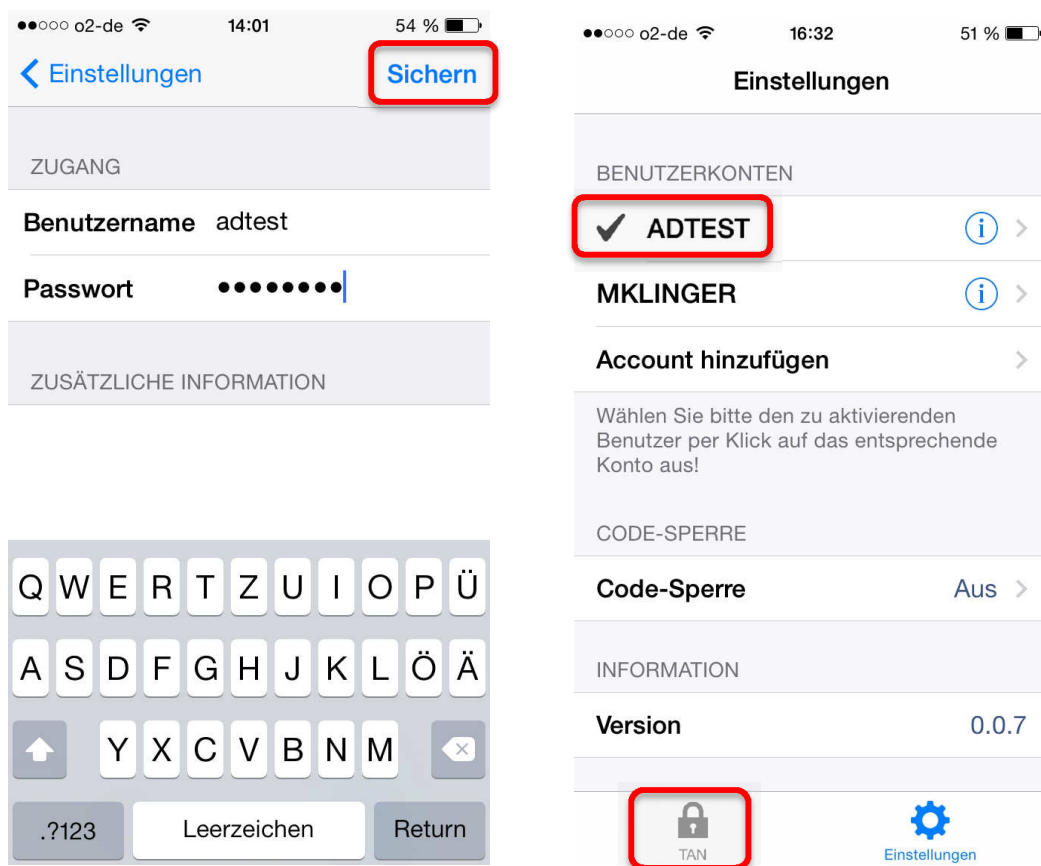 o2-de 14:01 54 %
Einstellungen Sichern
ZUGANG
Benutzername adtest
Passwort
ZUSÄTZLICHE INFORMATION
Q W E R T Z U I O P Ü
A S D F G H J K L Ö Ä
Y X C V B N M
.?123 Leerzeichen Return
o2-de 16:32 51 %
Einstellungen
BENUTZERKONTEN
ADTEST
MKLINGER
Account hinzufügen
Wählen Sie bitte den zu aktivierenden
Benutzer per Klick auf das entsprechende
Konto aus!
CODE-SPERRE
Code-Sperre Aus
INFORMATION
Version 0.0.7
TAN Einstellungen